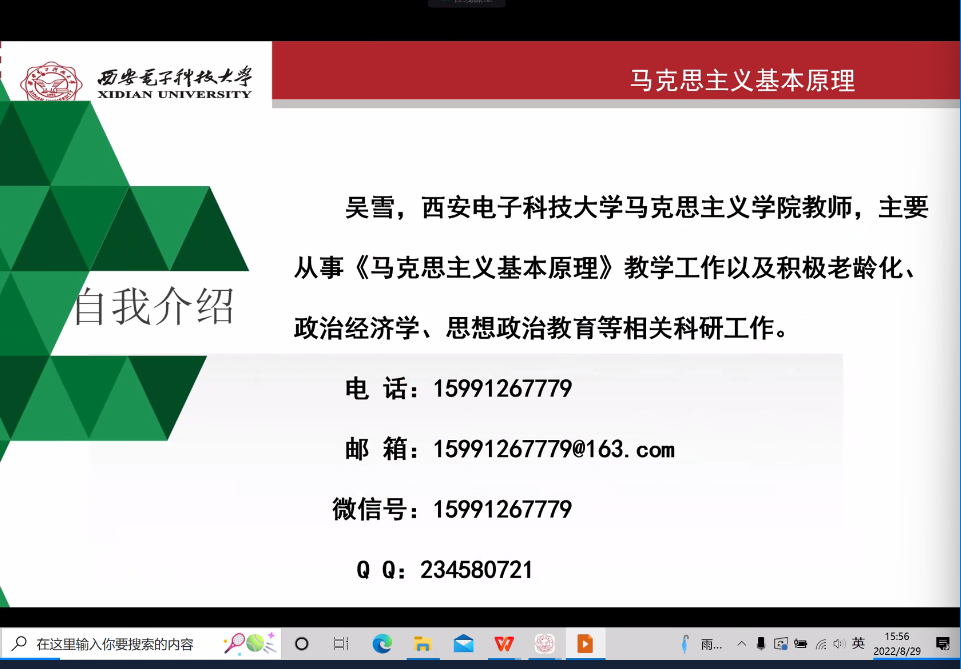 西安电子科技大学
XIDIAN UNIVERSITY
马克思主义基本原理
自我介绍
吴雪，西安电子科技大学马克思主义学院教师，主要
从事《马克思主义基本原理》教学工作以及积极老龄化、
政治经济学、思想政治教育等相关科研工作。
电 话：15991267779
邮 箱：15991267779@163.com
微信号：15991267779
Q Q：234580721
在这里输入你要搜索的内容
雨...
英
15:56
2022/8/29